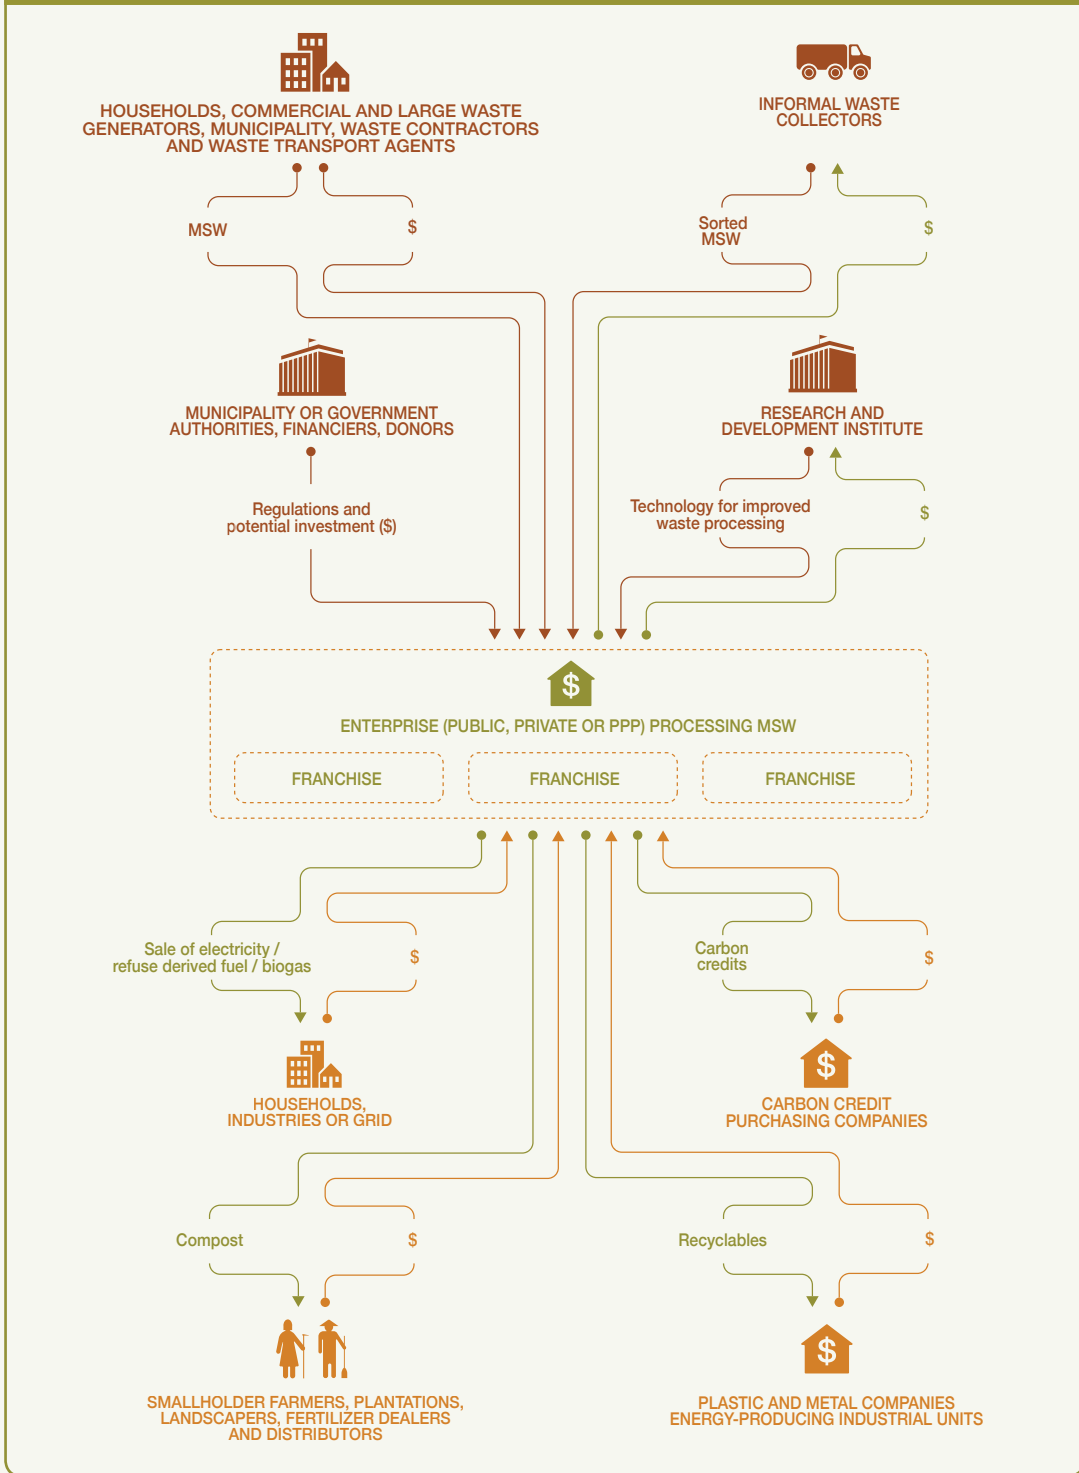 HOUSEHOLDS, COMMERCIAL AND LARGE WASTE
GENERATORS, MUNICIPALITY, WASTE CONTRACTORS
AND WASTE TRANSPORT AGENTS
INFORMAL WASTE
COLLECTORS
MSW
$
Sorted
MSW
$
MUNICIPALITY OR GOVERNMENT
AUTHORITIES, FINANCIERS, DONORS
RESEARCH AND
DEVELOPMENT INSTITUTE
Regulations and
potential investment ($)
Technology for improved
waste processing
$
$
ENTERPRISE (PUBLIC, PRIVATE OR PPP) PROCESSING MSW
FRANCHISE
FRANCHISE
FRANCHISE
Sale of electricity /
refuse derived fuel / biogas
$
Carbon
credits
$
HOUSEHOLDS,
INDUSTRIES OR GRID
$
CARBON CREDIT
PURCHASING COMPANIES
Compost
$
Recyclables
$
SMALLHOLDER FARMERS, PLANTATIONS,
LANDSCAPERS, FERTILIZER DEALERS
AND DISTRIBUTORS
$
PLASTIC AND METAL COMPANIES
ENERGY-PRODUCING INDUSTRIAL UNITS